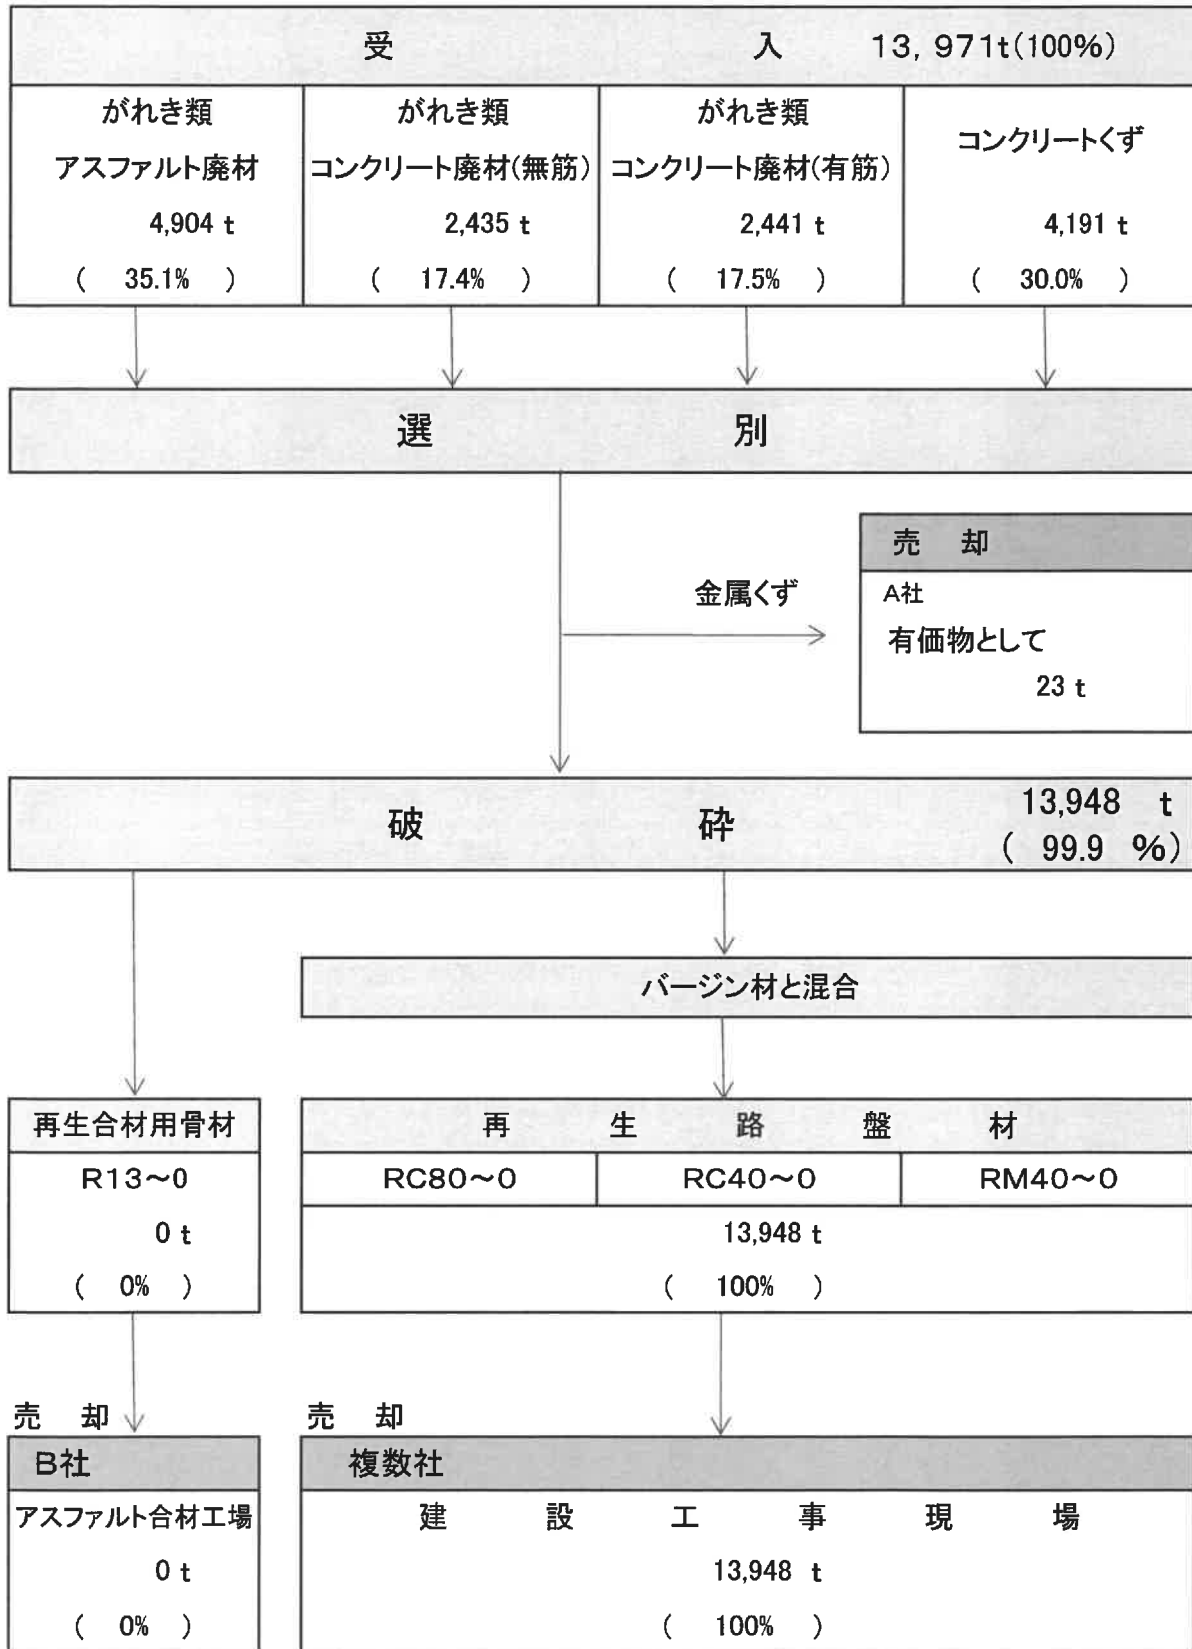 受 入 13,971t(100%)
がれき類
アスファルト廃材
4,904 t
( 35.1% )
がれき類
コンクリート廃材(無筋)
2,435 t
( 17.4% )
がれき類
コンクリート廃材(有筋)
2,441 t
( 17.5% )
コンクリートくず
4,191 t
( 30.0% )
選 別
金属くず
売 却
A社
有価物として
23 t
破 砕
13,948 t
( 99.9 %)
バージン材と混合
再生合材用骨材
R13～0
0 t
( 0% )
再 生 路 盤 材
RC80～0
RC40～0
RM40～0
13,948 t
( 100% )
売 却
B社
アスファルト合材工場
0 t
( 0% )
売 却
複数社
建 設 工 事 現 場
13,948 t
( 100% )